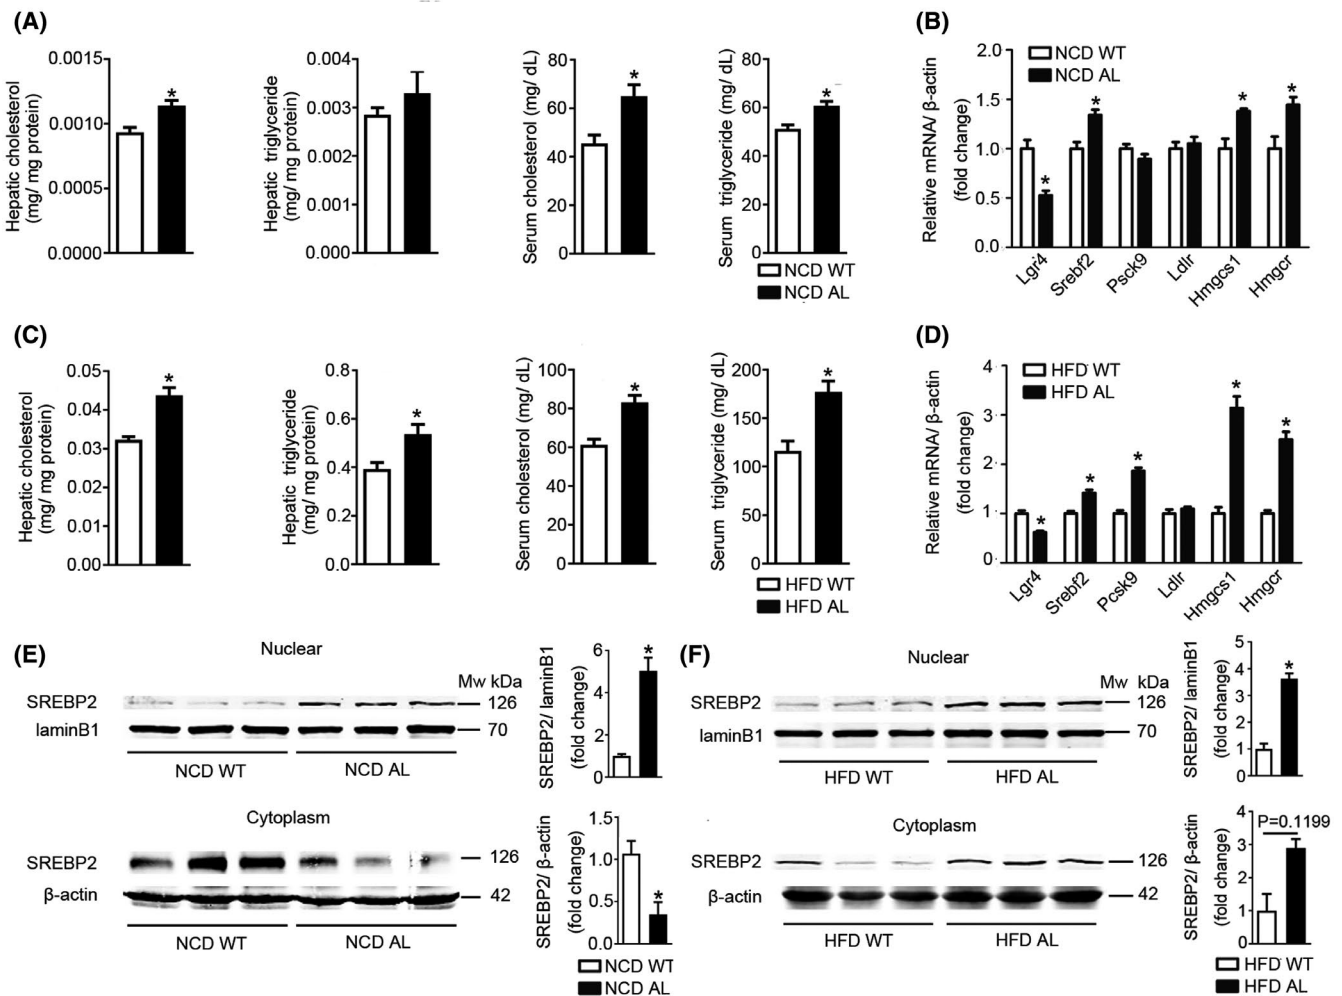 (A)
Hepatic cholesterol
(mg/ mg protein)
0.0015
0.0010
0.0005
0.0000
*
Hepatic triglyceride
(mg/ mg protein)
0.004
0.003
0.002
0.001
0.000
Serum cholesterol (mg/ dL)
80
60
40
20
0
*
Serum triglyceride (mg/ dL)
80
60
40
20
0
*
NCD WT
NCD AL
(B)
Relative mRNA/ β-actin
(fold change)
2.0
1.5
1.0
0.5
0.0
NCD WT
NCD AL
* * * *
Lgr4 Srebf2 Psck9 Ldlr Hmgcs1 Hmgcr
(C)
Hepatic cholesterol
(mg/ mg protein)
0.05
0.04
0.03
0.02
0.01
0.00
*
Hepatic triglyceride
(mg/ mg protein)
0.8
0.6
0.4
0.2
0.0
*
Serum cholesterol (mg/ dL)
100
80
60
40
20
0
*
Serum triglyceride (mg/ dL)
200
150
100
50
0
*
HFD WT
HFD AL
(D)
Relative mRNA/ β-actin
(fold change)
4
3
2
1
0
HFD WT
HFD AL
* * * * *
Lgr4 Srebf2 Pcsk9 Ldlr Hmgcs1 Hmgcr
(E)
Nuclear
Mw kDa
SREBP2 126
laminB1 70
NCD WT NCD AL
SREBP2/ laminB1
(fold change)
6
4
2
0
*
Cytoplasm
SREBP2 126
β-actin 42
NCD WT NCD AL
SREBP2/ β-actin
(fold change)
1.5
1.0
0.5
0.0
*
NCD WT
NCD AL
(F)
Nuclear
Mw kDa
SREBP2 126
laminB1 70
HFD WT HFD AL
SREBP2/ laminB1
(fold change)
5
4
3
2
1
0
*
Cytoplasm
SREBP2 126
β-actin 42
HFD WT HFD AL
SREBP2/ β-actin
(fold change)
4
3
2
1
0
P=0.1199
HFD WT
HFD AL